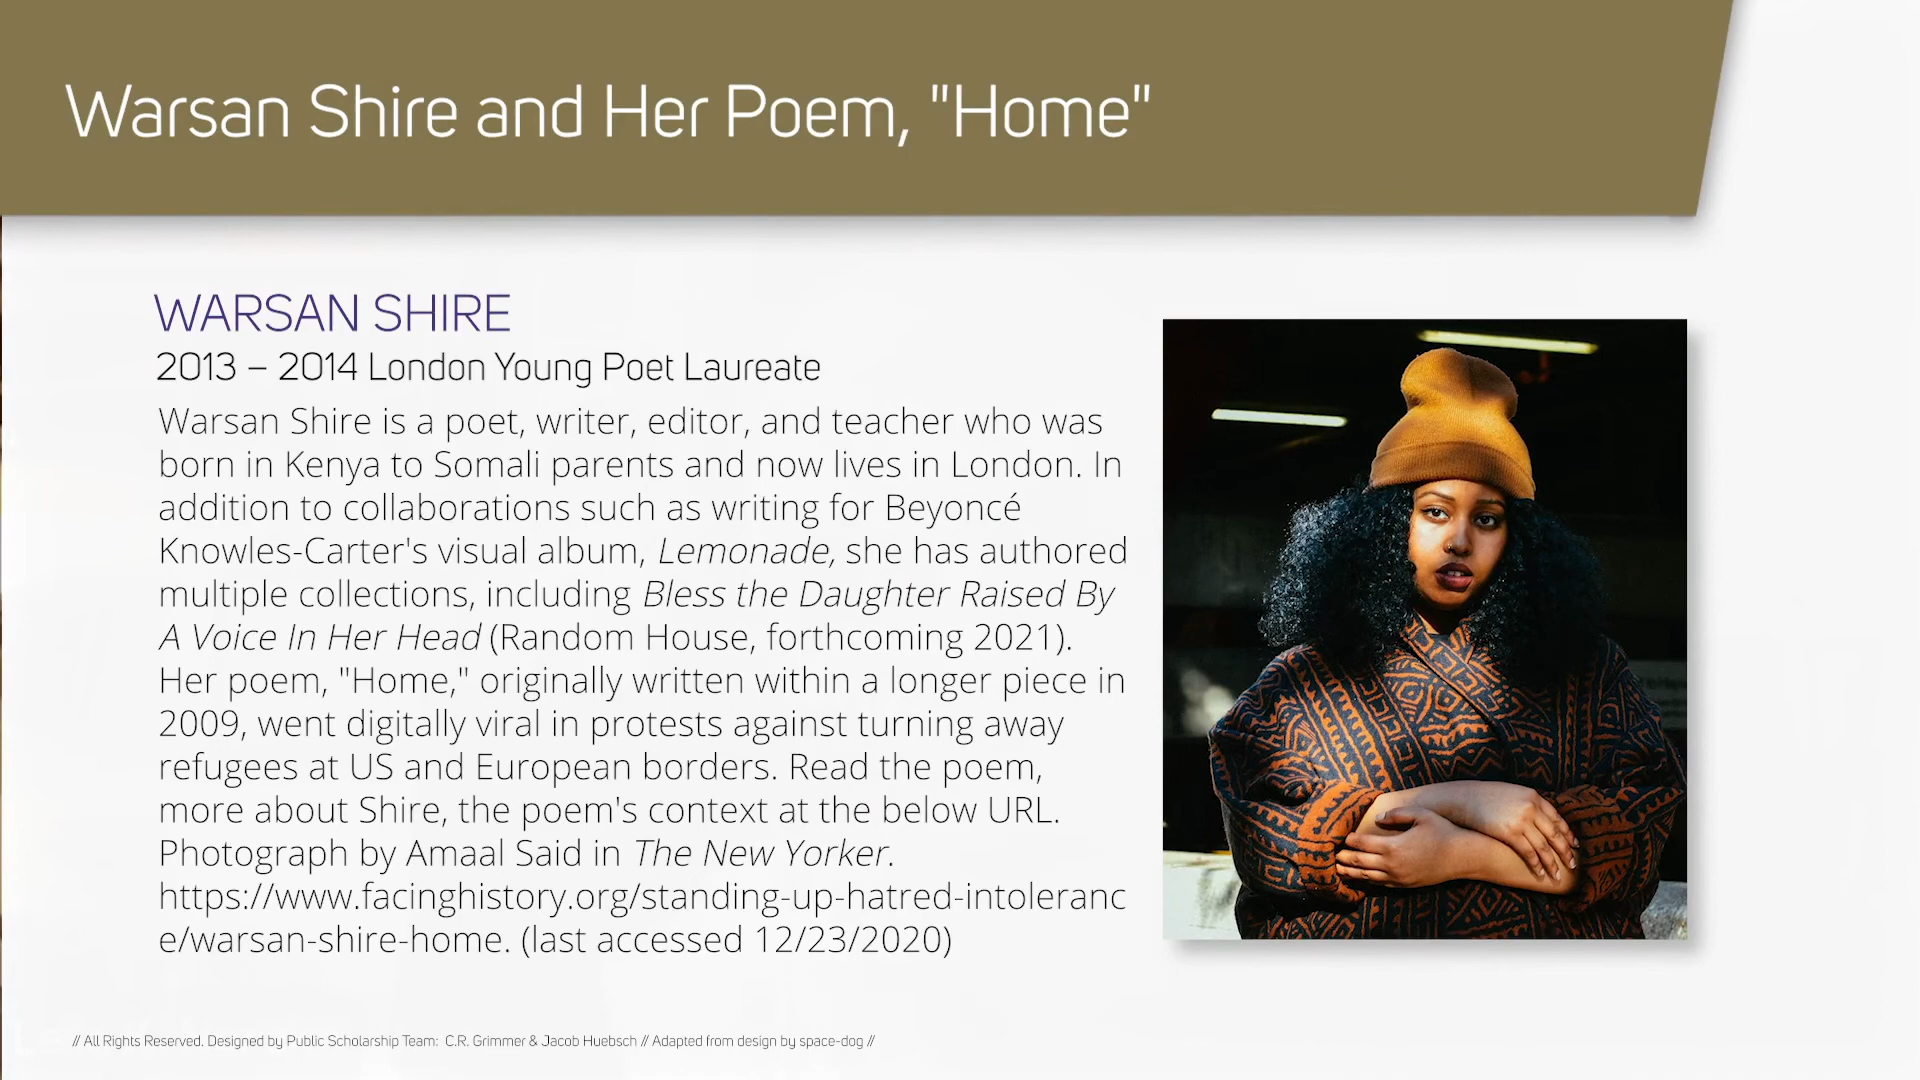 Warsan Shire and Her Poem, "Home"
WARSAN SHIRE
2013 – 2014 London Young Poet Laureate
Warsan Shire is a poet, writer, editor, and teacher who was
born in Kenya to Somali parents and now lives in London. In
addition to collaborations such as writing for Beyoncé
Knowles-Carter's visual album, Lemonade, she has authored
multiple collections, including Bless the Daughter Raised By
A Voice In Her Head (Random House, forthcoming 2021).
Her poem, "Home," originally written within a longer piece in
2009, went digitally viral in protests against turning away
refugees at US and European borders. Read the poem,
more about Shire, the poem's context at the below URL.
Photograph by Amaal Said in The New Yorker.
https://www.facinghistory.org/standing-up-hatred-intoleranc
e/warsan-shire-home. (last accessed 12/23/2020)
// All Rights Reserved. Designed by Public Scholarship Team: C.R. Grimmer & Jacob Huebsch // Adapted from design by space-dog //